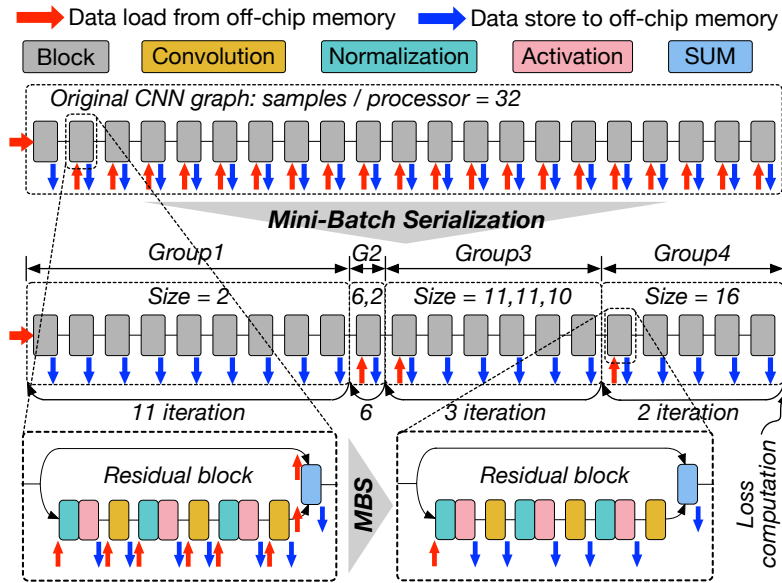 Data load from off-chip memory
Data store to off-chip memory
Block
Convolution
Normalization
Activation
SUM
Original CNN graph: samples / processor = 32
Mini-Batch Serialization
Group1
G2
Group3
Group4
Size = 2
6,2
Size = 11,11,10
Size = 16
11 iteration
6
3 iteration
2 iteration
Residual block
MBS
Residual block
Loss
computation